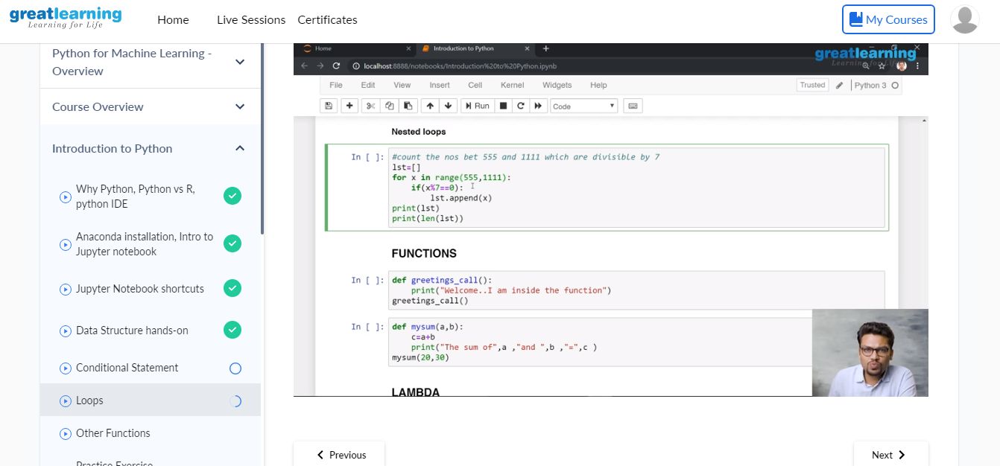 greatlearning
Learning for Life
Home
Live Sessions
Certificates
My Courses
Python for Machine Learning -
Overview
Course Overview
Introduction to Python
Why Python, Python vs R,
python IDE
Anaconda installation, Intro to
Jupyter notebook
Jupyter Notebook shortcuts
Data Structure hands-on
Conditional Statement
Loops
Other Functions
Practice Exercise
Home
Introduction to Python
greatlearning
Learning for Life
localhost:8888/notebooks/Introduction%20to%20Python.ipynb
File Edit View Insert Cell Kernel Widgets Help
Trusted
Python 3
Run
Code
Nested loops
In [ ]:
#count the nos bet 555 and 1111 which are divisible by 7
lst=[]
for x in range(555,1111):
    if(x%7==0):
        lst.append(x)
print(lst)
print(len(lst))
FUNCTIONS
In [ ]:
def greetings_call():
    print("Welcome..I am inside the function")
greetings_call()
In [ ]:
def mysum(a,b):
    c=a+b
    print("The sum of",a ,"and ",b ,"=",c )
mysum(20,30)
LAMBDA
Previous
Next